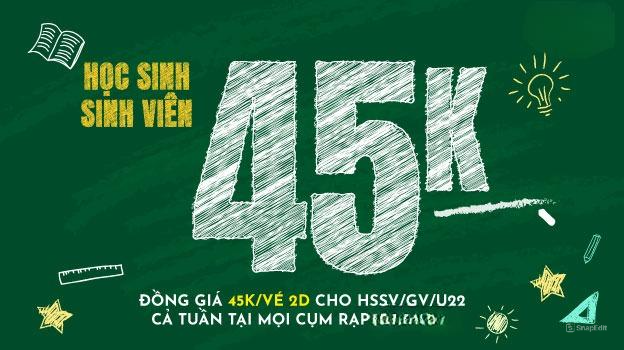 HỌC SINH
SINH VIÊN
45K
ĐỒNG GIÁ 45K/VÉ 2D CHO HSSV/GV/U22
CẢ TUẦN TẠI MỌI CỤM RẠP
SnapEdit